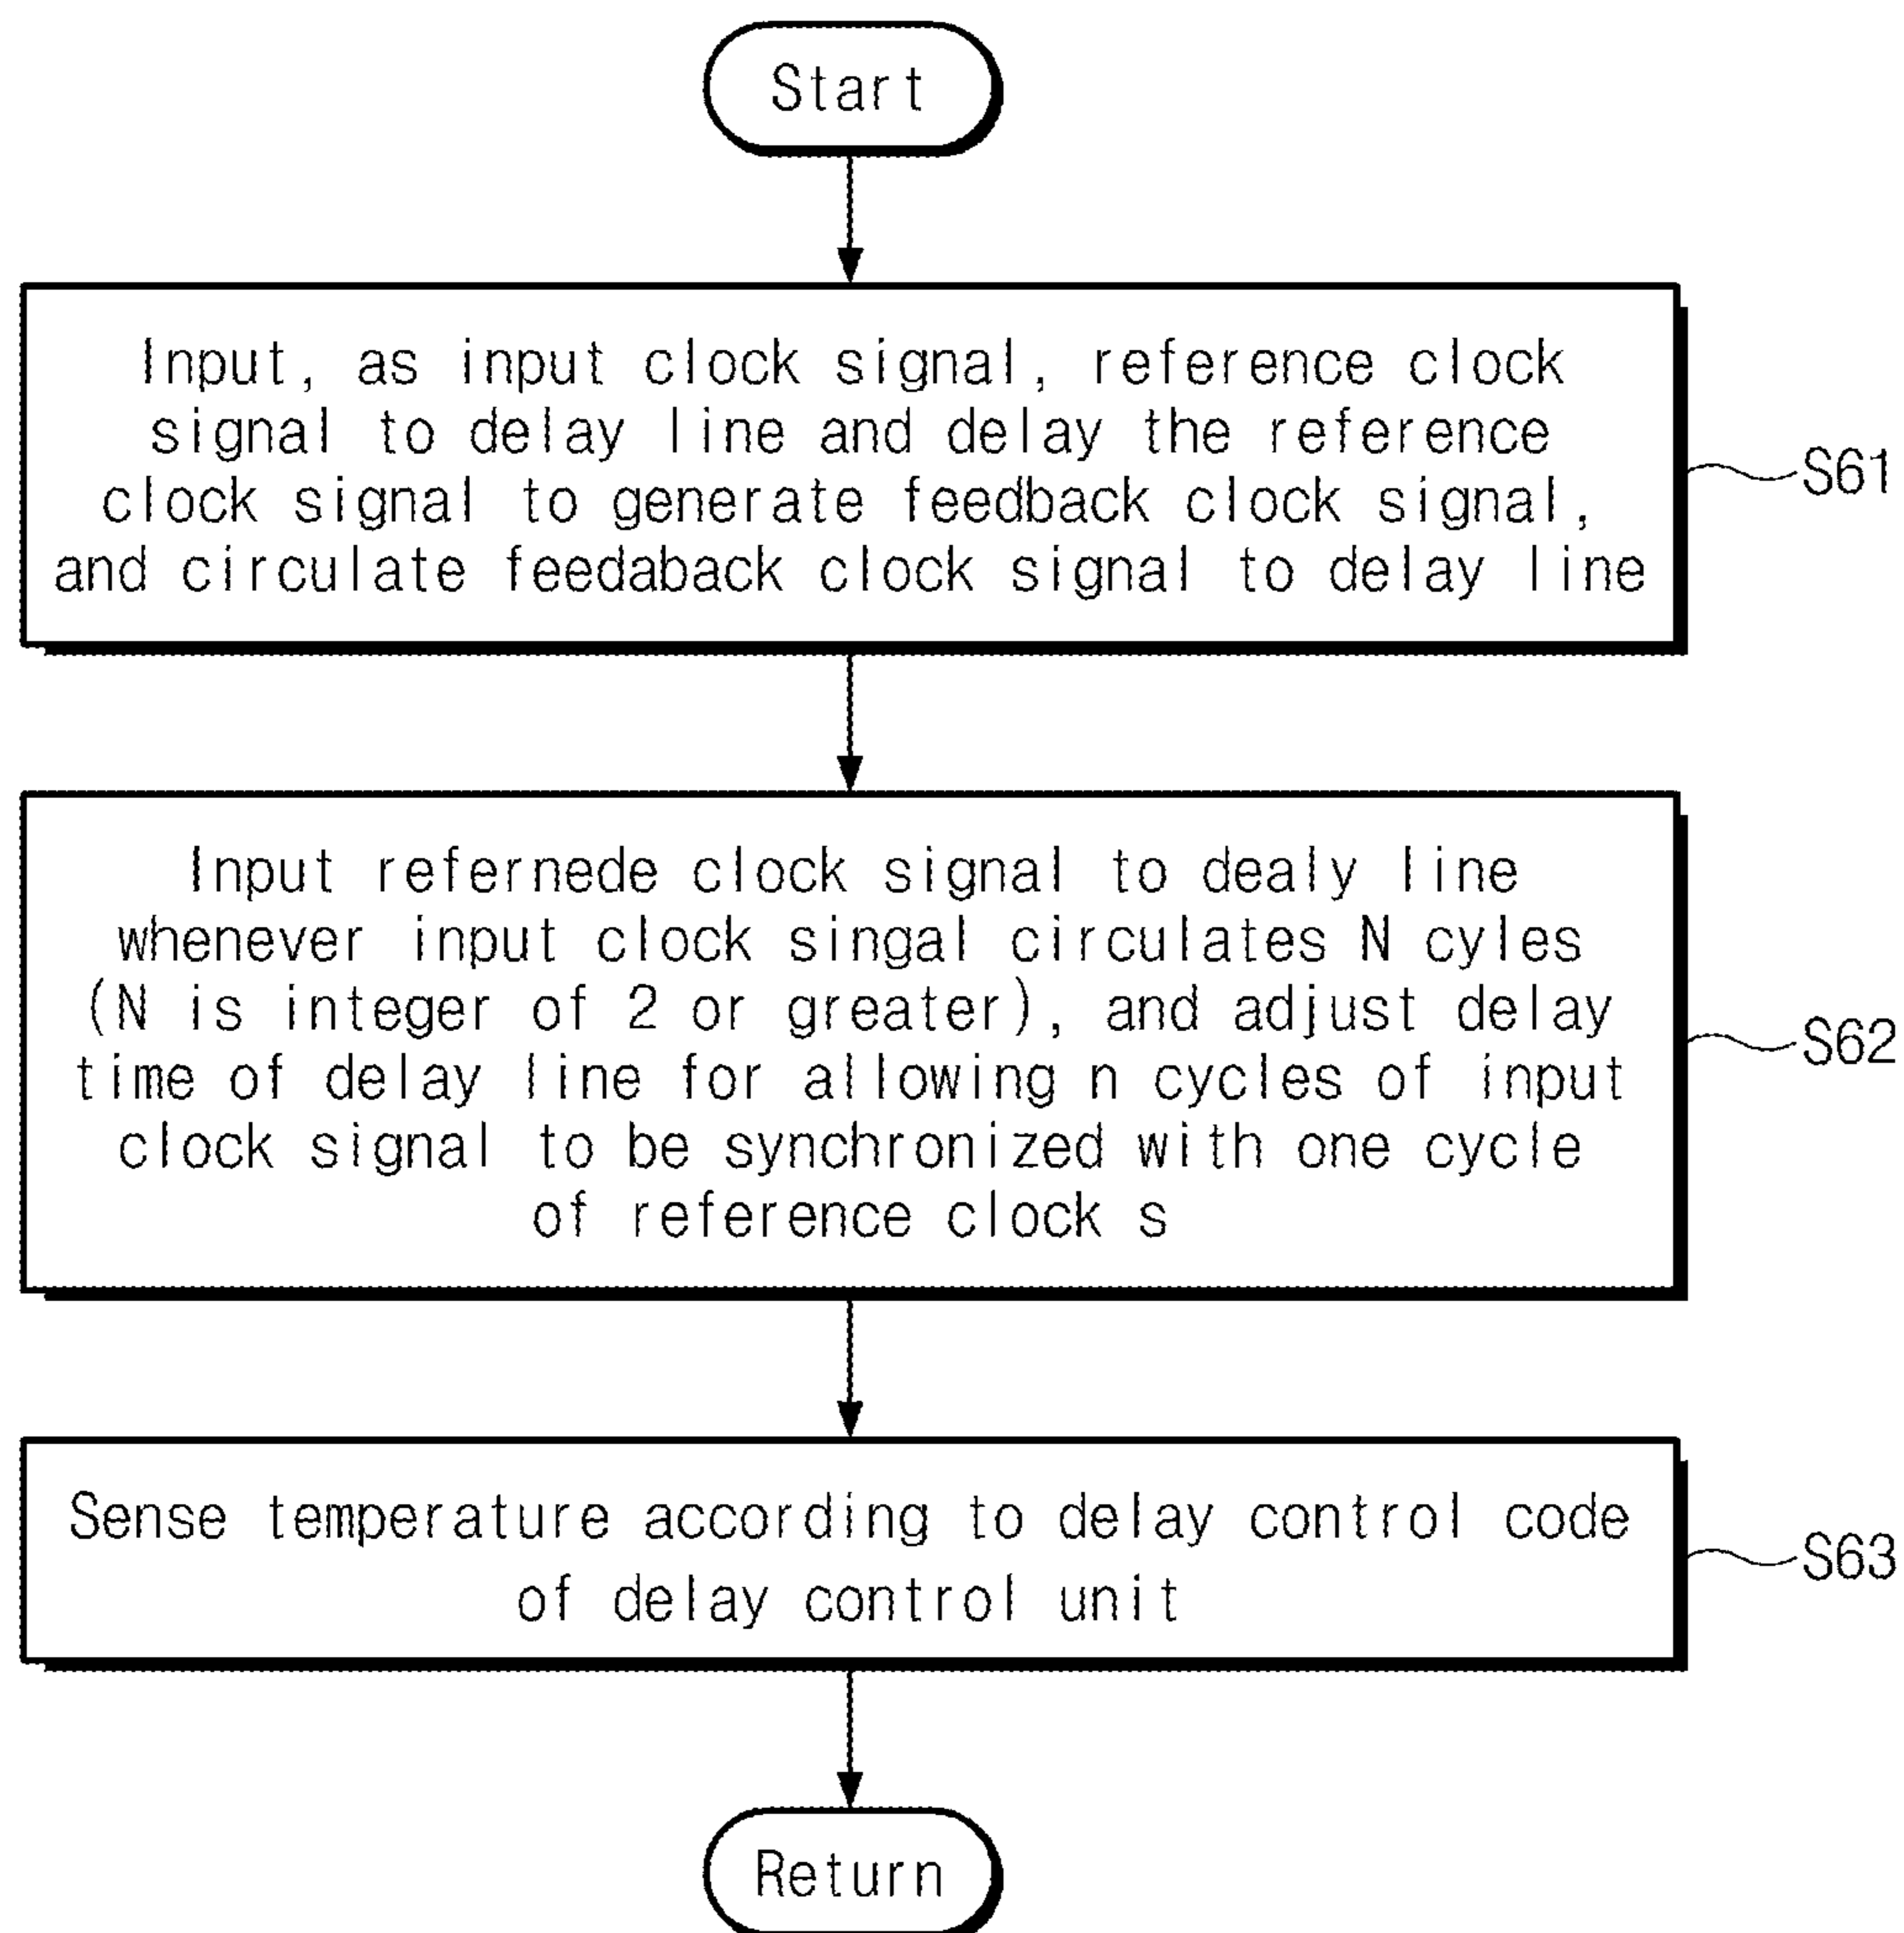 Start
Input, as input clock signal, reference clock
signal to delay line and delay the reference
clock signal to generate feedback clock signal,
and circulate feedaback clock signal to delay line
S61
Input refernede clock signal to dealy line
whenever input clock singal circulates N cyles
(N is integer of 2 or greater), and adjust delay
time of delay line for allowing n cycles of input
clock signal to be synchronized with one cycle
of reference clock s
S62
Sense temperature according to delay control code
of delay control unit
S63
Return